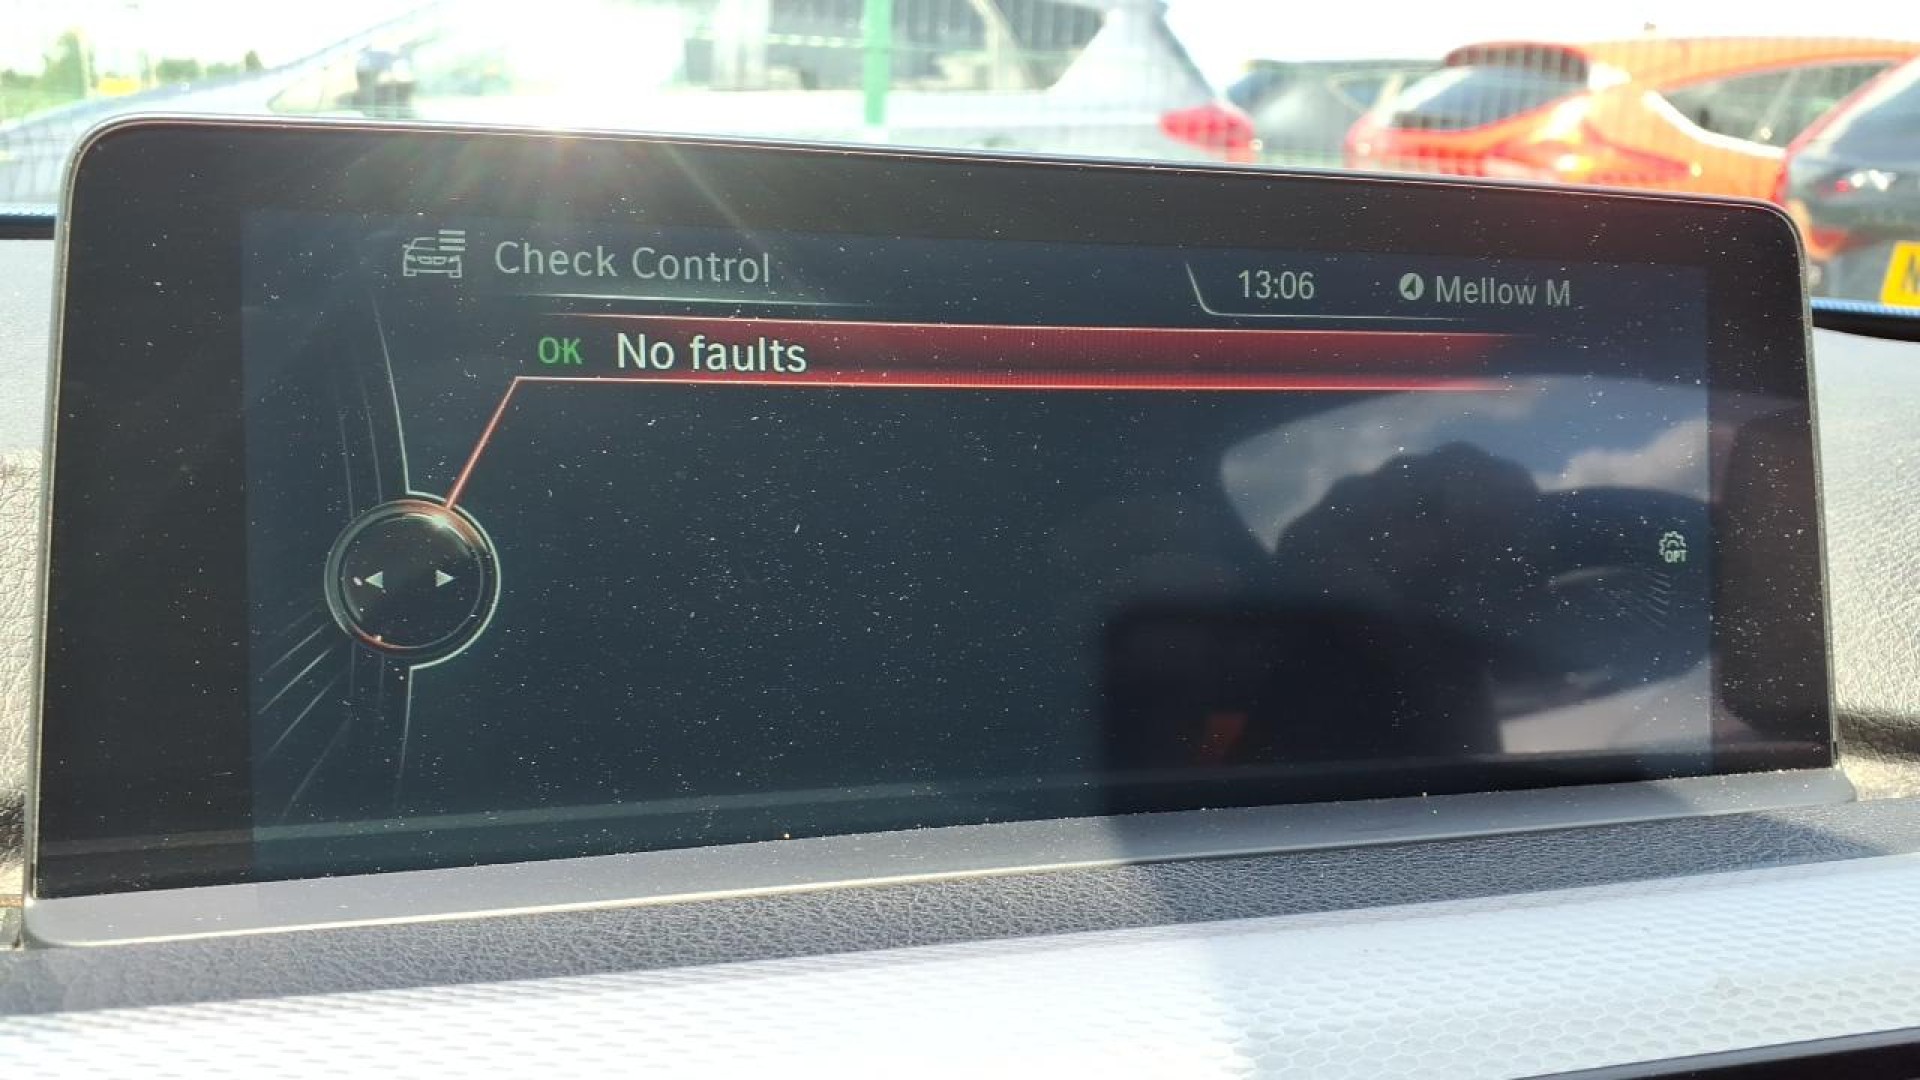 Check Control
13:06
Mellow M
OK No faults
OPT